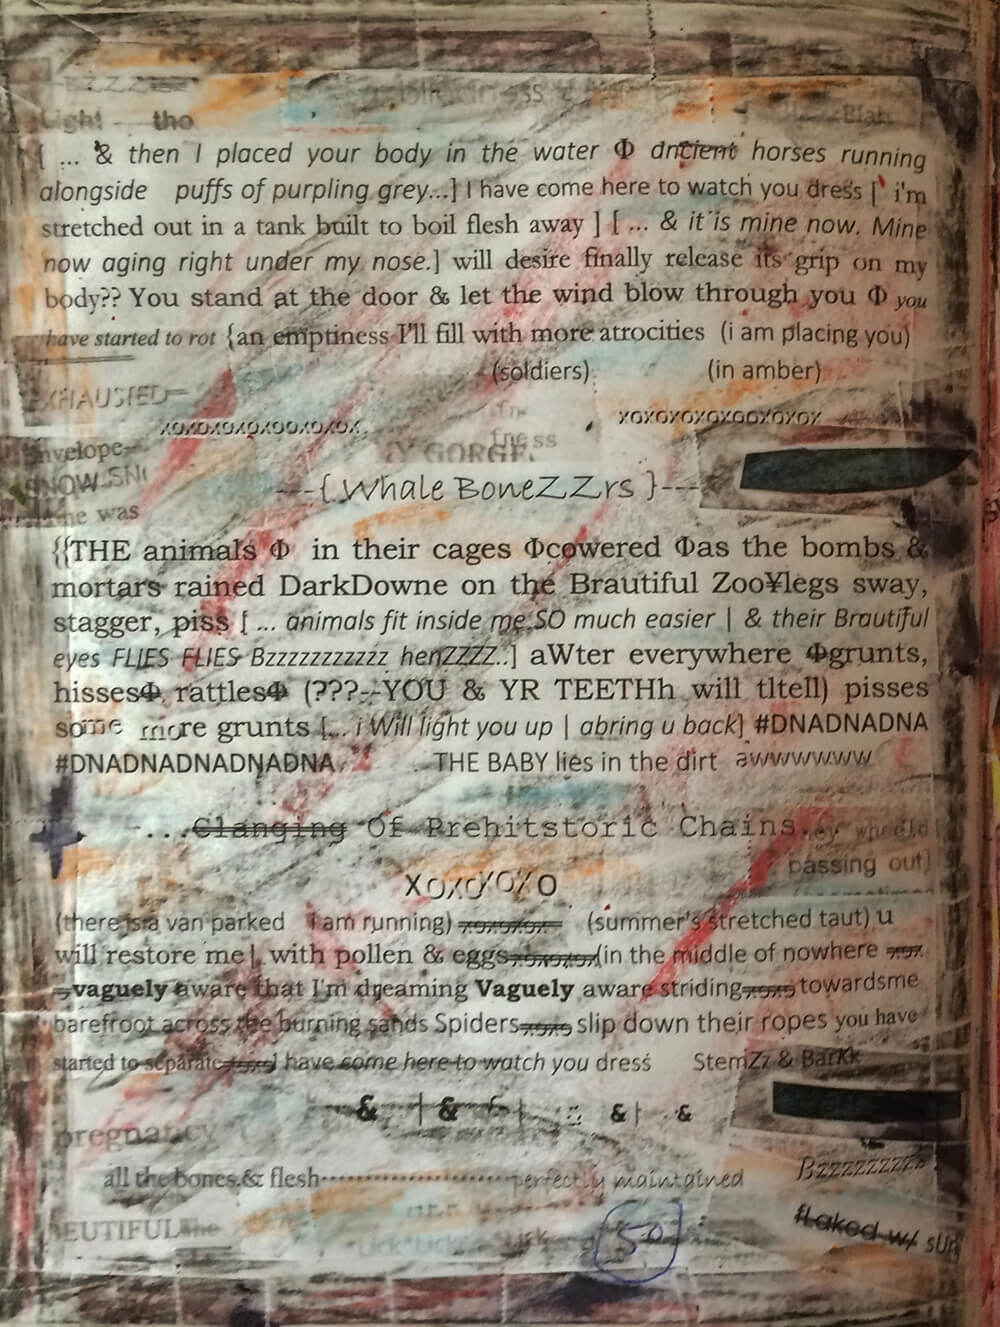 Light tho
[ ... & then I placed your body in the water Φ ancient horses running
alongside puffs of purpling grey...] I have come here to watch you dress [ i'm
stretched out in a tank built to boil flesh away ] [ ... & it is mine now. Mine
now aging right under my nose.] will desire finally release its grip on my
body?? You stand at the door & let the wind blow through you Φ you
have started to rot {an emptiness I'll fill with more atrocities (i am placing you)
(soldiers) (in amber)
EXHAUSTED
xoxoxoxoxooxoxox. xoxoxoxoxooxoxox
ness
Y GORGE.
nvelope
NOW.SN
---{.Whale BoneZZrs }---
he was
{{THE animals Φ in their cages Φcowered Φas the bombs &
mortars rained DarkDowne on the Brautiful Zoo¥legs sway,
stagger, piss [ ... animals fit inside me SO much easier | & their Brautiful
eyes FLIES FLIES Bzzzzzzzzzzz henZZZZ..] aWter everywhere Φgrunts,
hissesΦ rattlesΦ (???--YOU & YR TEETHh will tltell) pisses
some more grunts [... i Will light you up | abring u back] #DNADNADNA
#DNADNADNADNADNA THE BABY lies in the dirt awwwwww
...Clanging Of Prehitstoric Chains..
passing out]
xoxoxoxo
(there is a van parked i am running) xoxoxox (summer's stretched taut) u
will restore me | with pollen & eggs xoxoxox (in the middle of nowhere xox
vaguely aware that I'm dreaming Vaguely aware striding xoxo towardsme
barefroot across the burning sands Spiders xoxo slip down their ropes you have
started to separate I have come here to watch you dress StemZz & BarKk
& | & | & | &
pregnancy
all the bones & flesh........................perfectly maintained
Bzzzzzzzzz
fLaked w/ sUn
EUTIFUL
50